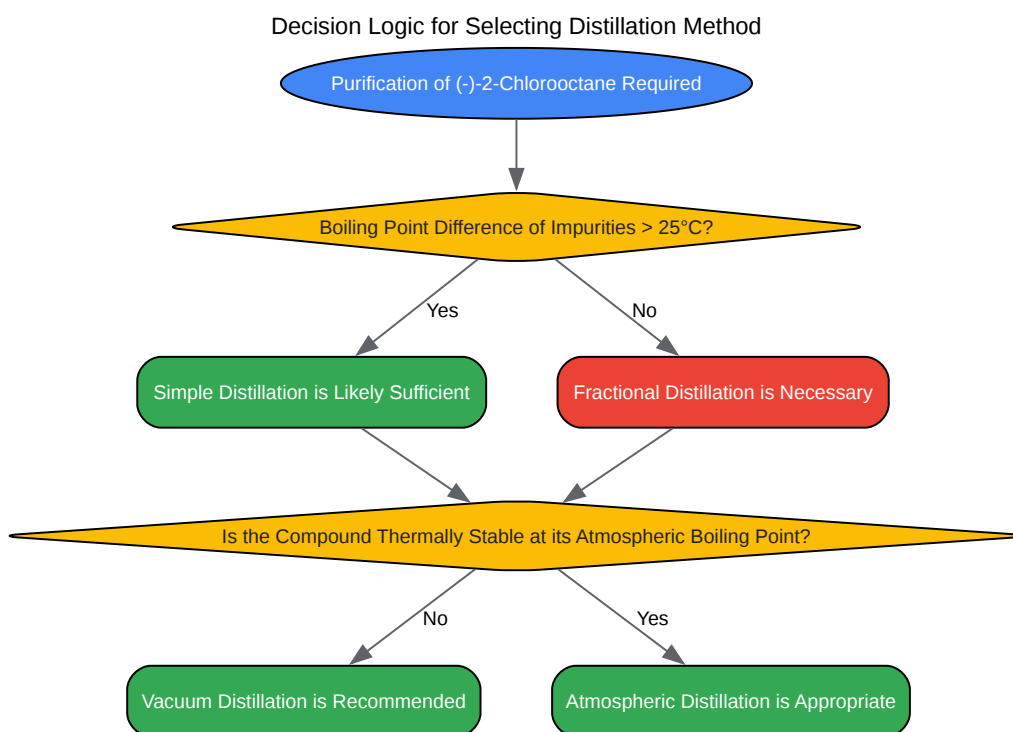 Decision Logic for Selecting Distillation Method
Purification of (-)-2-Chlorooctane Required
Boiling Point Difference of Impurities > 25°C?
Yes
No
Simple Distillation is Likely Sufficient
Fractional Distillation is Necessary
Is the Compound Thermally Stable at its Atmospheric Boiling Point?
No
Yes
Vacuum Distillation is Recommended
Atmospheric Distillation is Appropriate